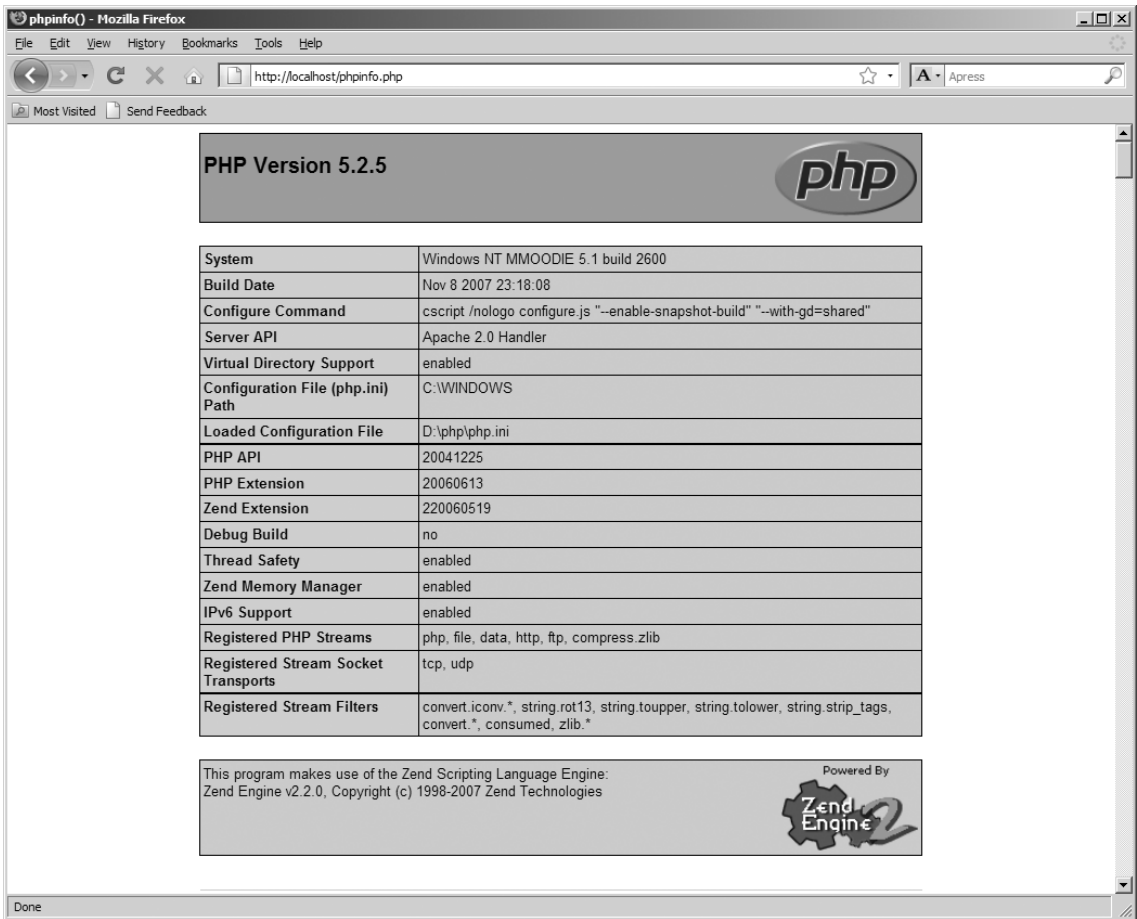 phpinfo() - Mozilla Firefox
File Edit View History Bookmarks Tools Help
http://localhost/phpinfo.php
A Apress
Most Visited Send Feedback
PHP Version 5.2.5
php
System Windows NT MMOODIE 5.1 build 2600
Build Date Nov 8 2007 23:18:08
Configure Command cscript /nologo configure.js "--enable-snapshot-build" "--with-gd=shared"
Server API Apache 2.0 Handler
Virtual Directory Support enabled
Configuration File (php.ini) C:\WINDOWS
Path
Loaded Configuration File D:\php\php.ini
PHP API 20041225
PHP Extension 20060613
Zend Extension 220060519
Debug Build no
Thread Safety enabled
Zend Memory Manager enabled
IPv6 Support enabled
Registered PHP Streams php, file, data, http, ftp, compress.zlib
Registered Stream Socket tcp, udp
Transports
Registered Stream Filters convert.iconv.*, string.rot13, string.toupper, string.tolower, string.strip_tags,
convert.*, consumed, zlib.*
This program makes use of the Zend Scripting Language Engine:
Zend Engine v2.2.0, Copyright (c) 1998-2007 Zend Technologies
Powered By
Zend
Engine 2
Done